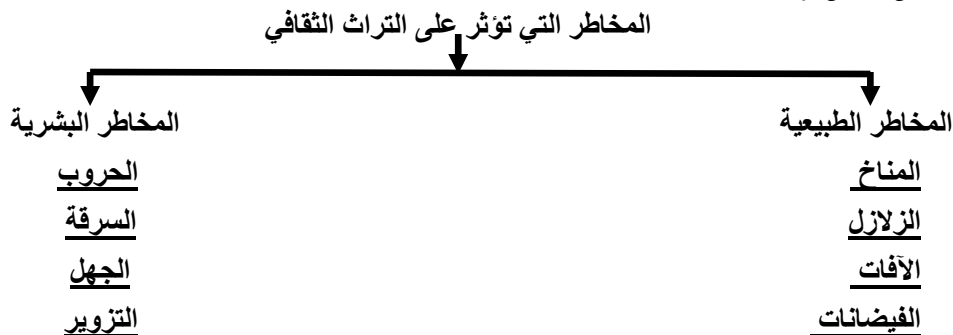 المخاطر التي تؤثر على التراث الثقافي
المخاطر الطبيعية
المخاطر البشرية
المناخ
الحروب
الزلازل
السرقة
الآفات
الجهل
الفيضانات
التزوير